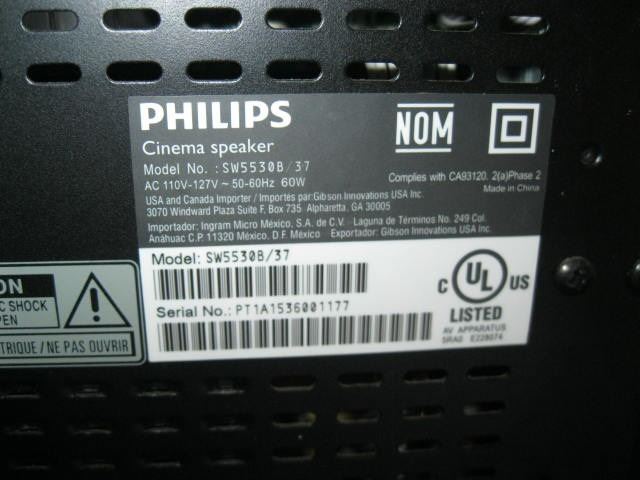 PHILIPS
Cinema speaker
Model No. : SW5530B/37
AC 110V-127V ~ 50-60Hz 60W
NOM
Complies with CA93120. 2(a)Phase 2
Made in China
USA and Canada Importer / Importés par:Gibson Innovations USA Inc.
3070 Windward Plaza Suite F, Box 735 Alpharetta, GA 30005
Importador: Ingram Micro México, S.A. de C.V. - Laguna de Términos No. 249 Col.
Anáhuac C.P. 11320 México, D.F. México Exportador: Gibson Innovations USA Inc.
Model: SW5530B/37
Serial No.: PT1A1536001177
C UL US
LISTED
AV APPARATUS
5RA0 E228074
ON
C SHOCK
PEN
TRIQUE / NE PAS OUVRIR